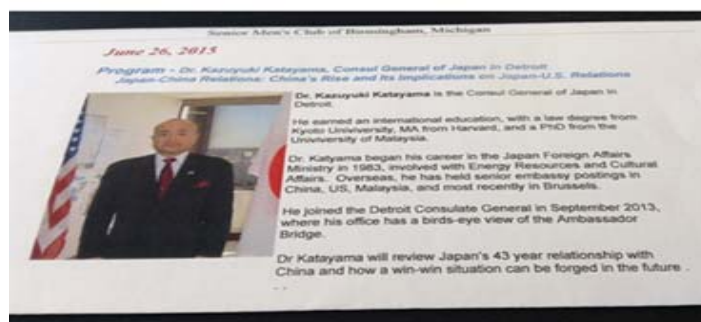 Senior Men's Club of Birmingham, Michigan
June 26, 2015
Program - Dr. Kazuyuki Katayama, Consul General of Japan in Detroit
Japan-China Relations: China's Rise and Its Implications on Japan-U.S. Relations
Dr. Kazuyuki Katayama is the Consul General of Japan in
Detroit.
He earned an international education, with a law degree from
Kyoto Univiversity, MA from Harvard, and a PhD from the
Univiversity of Malaysia.
Dr. Katyama began his career in the Japan Foreign Affairs
Ministry in 1983, involved with Energy Resources and Cultural
Affairs. Overseas, he has held senior embassy postings in
China, US, Malaysia, and most recently in Brussels.
He joined the Detroit Consulate General in September 2013,
where his office has a birds-eye view of the Ambassador
Bridge.
Dr Katayama will review Japan's 43 year relationship with
China and how a win-win situation can be forged in the future .
. .